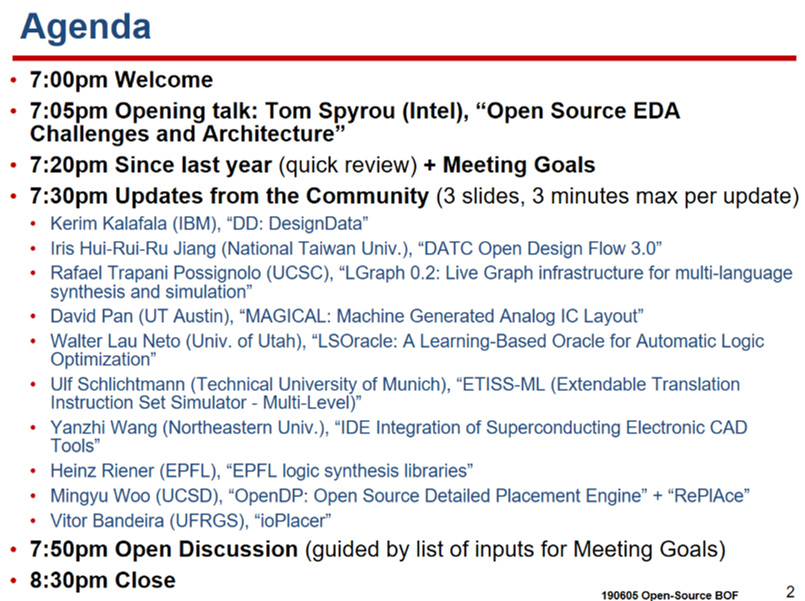 Agenda
• 7:00pm Welcome
• 7:05pm Opening talk: Tom Spyrou (Intel), “Open Source EDA
Challenges and Architecture”
• 7:20pm Since last year (quick review) + Meeting Goals
• 7:30pm Updates from the Community (3 slides, 3 minutes max per update)
• Kerim Kalafala (IBM), “DD: DesignData”
• Iris Hui-Rui-Ru Jiang (National Taiwan Univ.), “DATC Open Design Flow 3.0”
• Rafael Trapani Possignolo (UCSC), “LGraph 0.2: Live Graph infrastructure for multi-language
synthesis and simulation”
• David Pan (UT Austin), “MAGICAL: Machine Generated Analog IC Layout”
• Walter Lau Neto (Univ. of Utah), “LSOracle: A Learning-Based Oracle for Automatic Logic
Optimization”
• Ulf Schlichtmann (Technical University of Munich), “ETISS-ML (Extendable Translation
Instruction Set Simulator - Multi-Level)”
• Yanzhi Wang (Northeastern Univ.), “IDE Integration of Superconducting Electronic CAD
Tools”
• Heinz Riener (EPFL), “EPFL logic synthesis libraries”
• Mingyu Woo (UCSD), “OpenDP: Open Source Detailed Placement Engine” + “RePlAce”
• Vitor Bandeira (UFRGS), “ioPlacer”
• 7:50pm Open Discussion (guided by list of inputs for Meeting Goals)
• 8:30pm Close
190605 Open-Source BOF
2